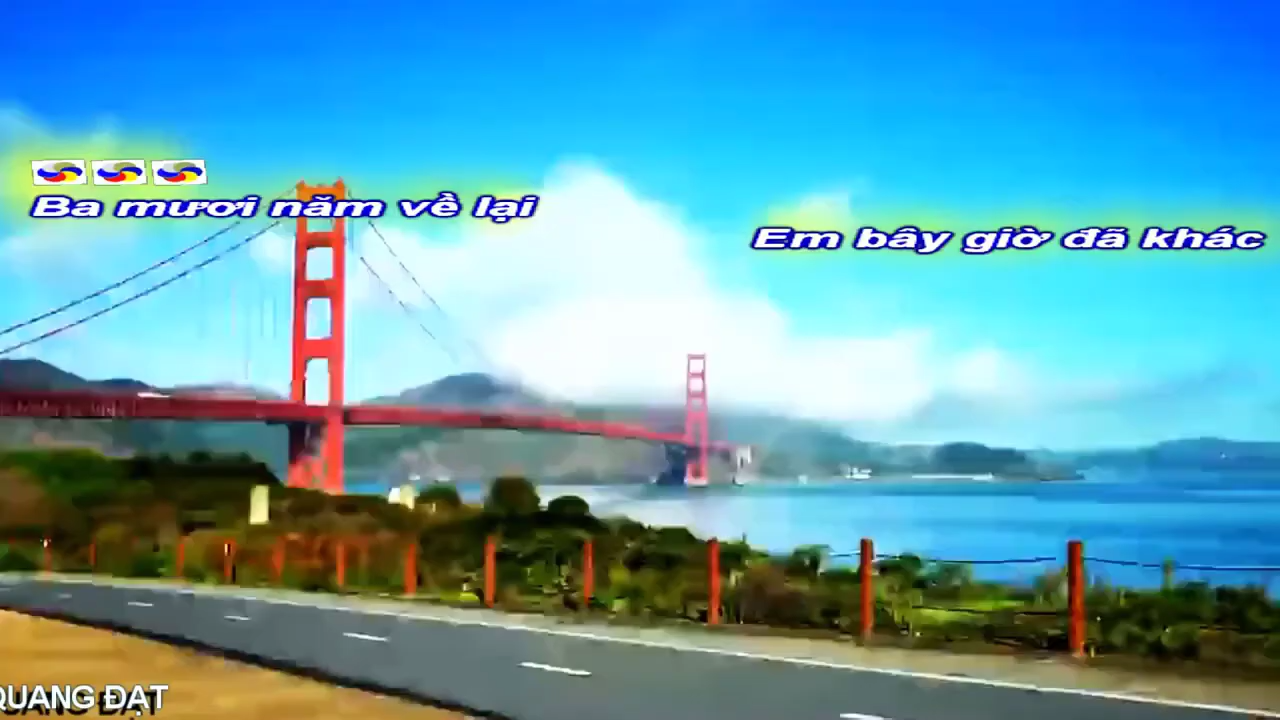 Ba mươi năm về lại
Em bây giờ đã khác
QUANG ĐẠT